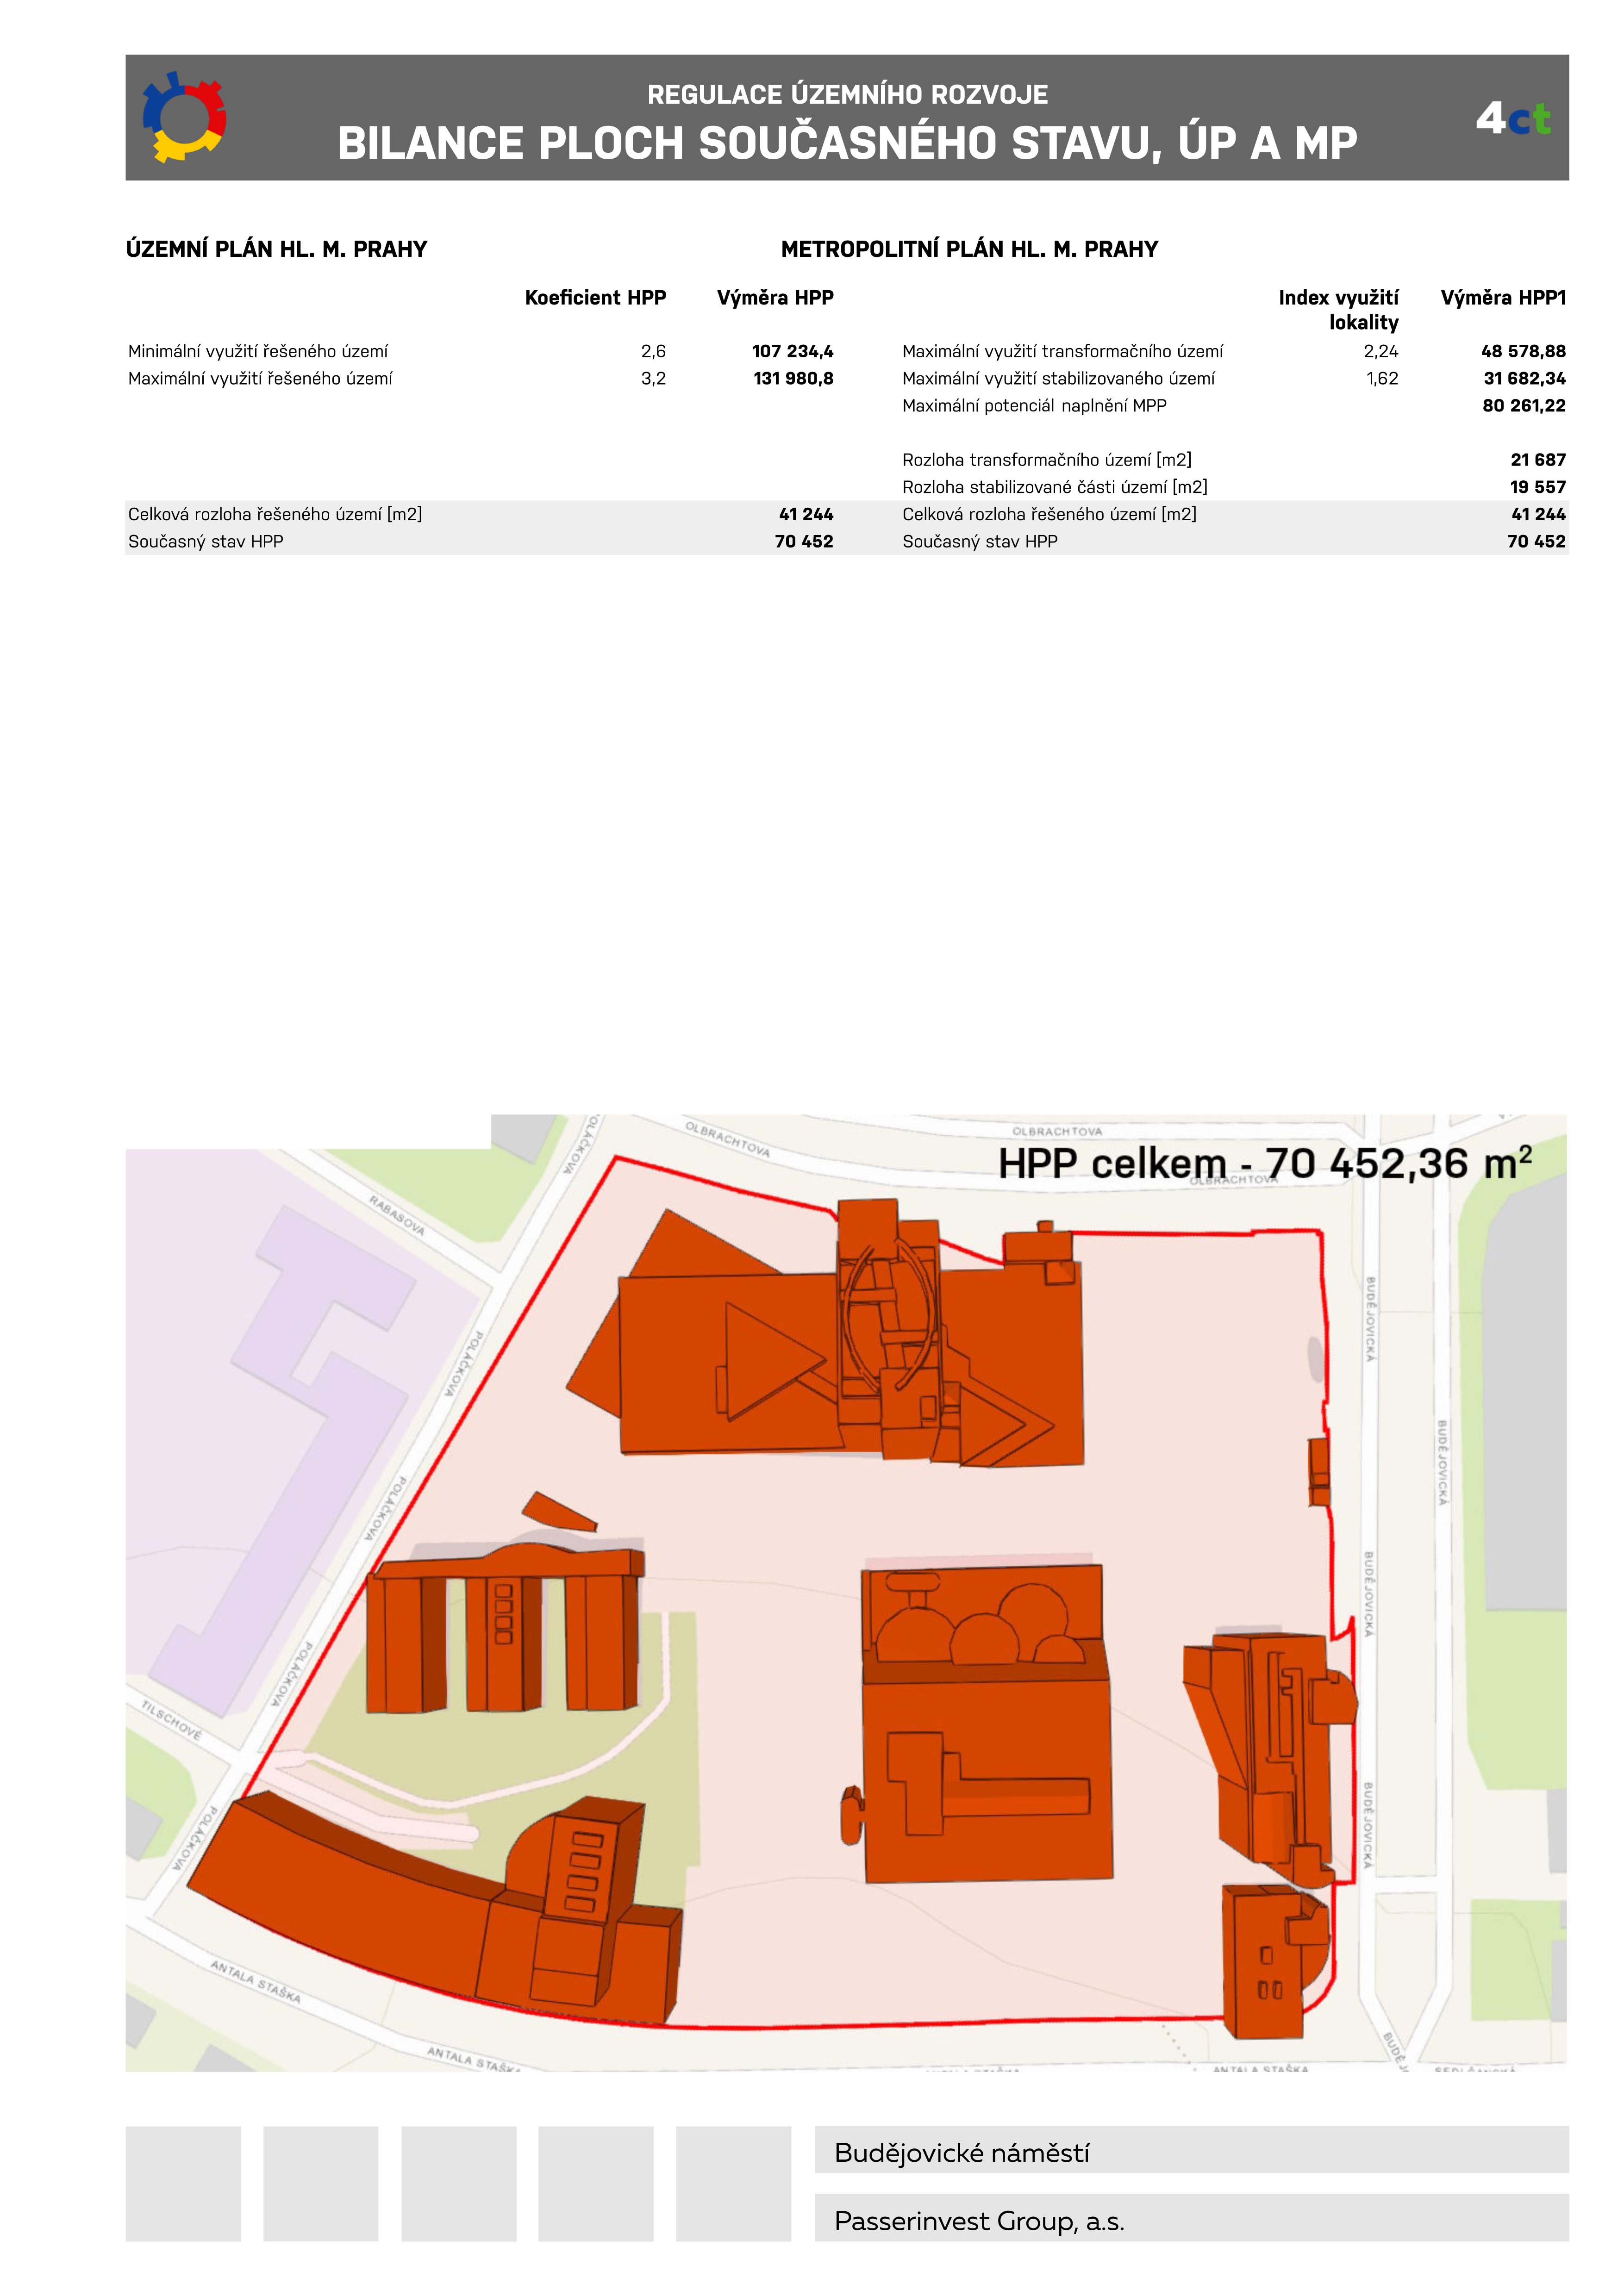 REGULACE ÚZEMNÍHO ROZVOJE
BILANCE PLOCH SOUČASNÉHO STAVU, ÚP A MP
4ct
ÚZEMNÍ PLÁN HL. M. PRAHY
Koeficient HPP Výměra HPP
Minimální využití řešeného území 2,6 107 234,4
Maximální využití řešeného území 3,2 131 980,8
Celková rozloha řešeného území [m2] 41 244
Současný stav HPP 70 452
METROPOLITNÍ PLÁN HL. M. PRAHY
Index využití Výměra HPP1
lokality
Maximální využití transformačního území 2,24 48 578,88
Maximální využití stabilizovaného území 1,62 31 682,34
Maximální potenciál naplnění MPP 80 261,22
Rozloha transformačního území [m2] 21 687
Rozloha stabilizované části území [m2] 19 557
Celková rozloha řešeného území [m2] 41 244
Současný stav HPP 70 452
OLBRACHTOVA
OLBRACHTOVA
HPP celkem - 70 452,36 m²
OLBRACHTOVA
RABASOVA
POLÁČKOVA
POLÁČKOVA
POLÁČKOVA
POLÁČKOVA
TILSCHOVÉ
BUDĚJOVICKÁ
BUDĚJOVICKÁ
BUDĚJOVICKÁ
BUDĚJOVICKÁ
ANTALA STAŠKA
ANTALA STAŠKA
ANTALA STAŠKA
Budějovické náměstí
Passerinvest Group, a.s.